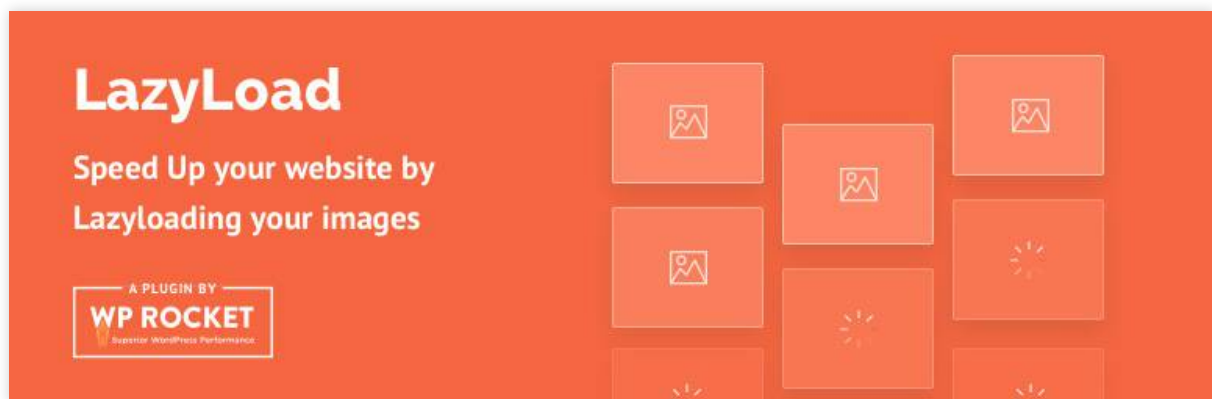 LazyLoad
Speed Up your website by
Lazyloading your images
A PLUGIN BY
WP ROCKET
Superior WordPress Performance